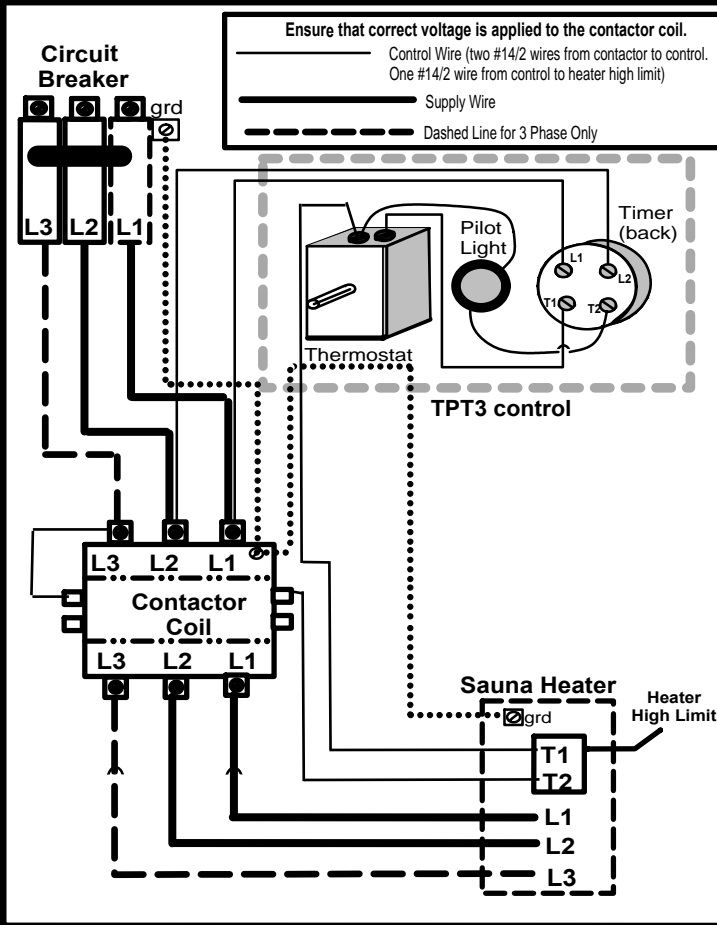 Ensure that correct voltage is applied to the contactor coil.
Control Wire (two #14/2 wires from contactor to control.
One #14/2 wire from control to heater high limit)
Supply Wire
Dashed Line for 3 Phase Only
Circuit
Breaker
grd
L3 L2 L1
Pilot
Light
Timer
(back)
L1
L2
T1
T2
Thermostat
TPT3 control
L3 L2 L1
Contactor
Coil
L3 L2 L1
Sauna Heater
Heater
High Limit
grd
T1
T2
L1
L2
L3